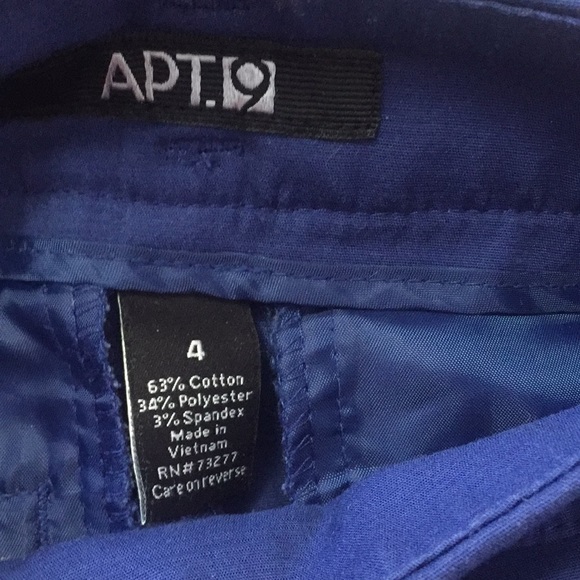 APT.[9]
4
63% Cotton
34% Polyester
3% Spandex
Made in
Vietnam
RN# 73277
Care on reverse